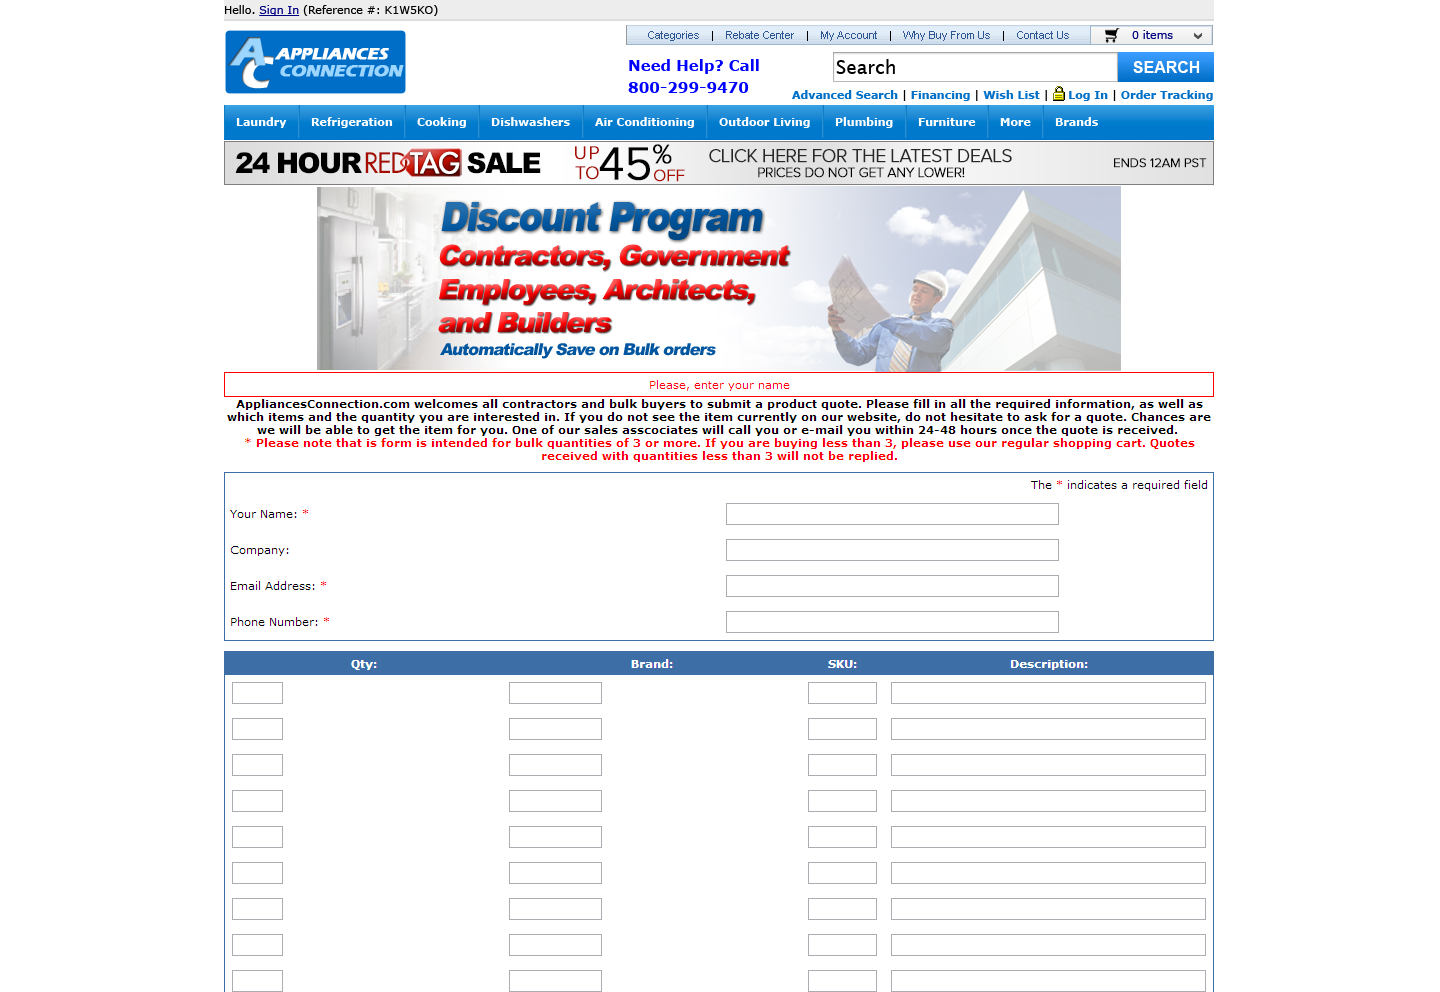 Hello. Sign In (Reference #: K1W5KO)
AC APPLIANCES CONNECTION
Categories | Rebate Center | My Account | Why Buy From Us | Contact Us
0 items
Need Help? Call
800-299-9470
Search
SEARCH
Advanced Search | Financing | Wish List | Log In | Order Tracking
Laundry Refrigeration Cooking Dishwashers Air Conditioning Outdoor Living Plumbing Furniture More Brands
24 HOUR RED TAG SALE UP TO 45% OFF CLICK HERE FOR THE LATEST DEALS
PRICES DO NOT GET ANY LOWER!
ENDS 12AM PST
Discount Program
Contractors, Government
Employees, Architects,
and Builders
Automatically Save on Bulk orders
Please, enter your name
AppliancesConnection.com welcomes all contractors and bulk buyers to submit a product quote. Please fill in all the required information, as well as
which items and the quantity you are interested in. If you do not see the item currently on our website, do not hesitate to ask for a quote. Chances are
we will be able to get the item for you. One of our sales asscociates will call you or e-mail you within 24-48 hours once the quote is received.
* Please note that is form is intended for bulk quantities of 3 or more. If you are buying less than 3, please use our regular shopping cart. Quotes
received with quantities less than 3 will not be replied.
The * indicates a required field
Your Name: *
Company:
Email Address: *
Phone Number: *
Qty: Brand: SKU: Description: